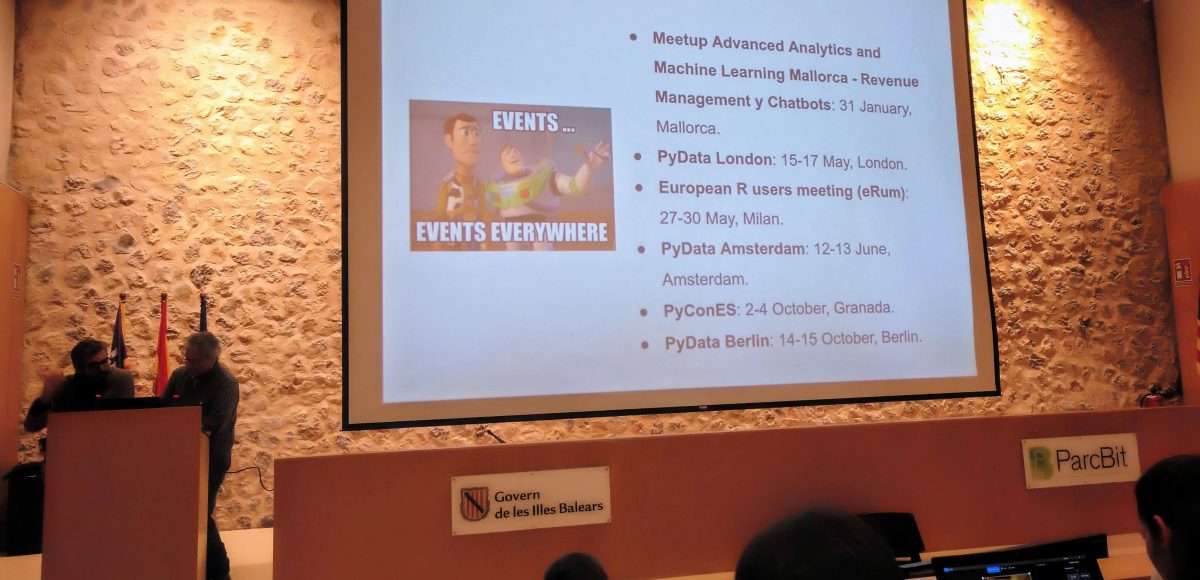 EVENTS ...
EVENTS EVERYWHERE
• Meetup Advanced Analytics and
Machine Learning Mallorca - Revenue
Management y Chatbots: 31 January,
Mallorca.
• PyData London: 15-17 May, London.
• European R users meeting (eRum):
27-30 May, Milan.
• PyData Amsterdam: 12-13 June,
Amsterdam.
• PyConES: 2-4 October, Granada.
• PyData Berlin: 14-15 October, Berlin.
Govern
de les Illes Balears
ParcBit